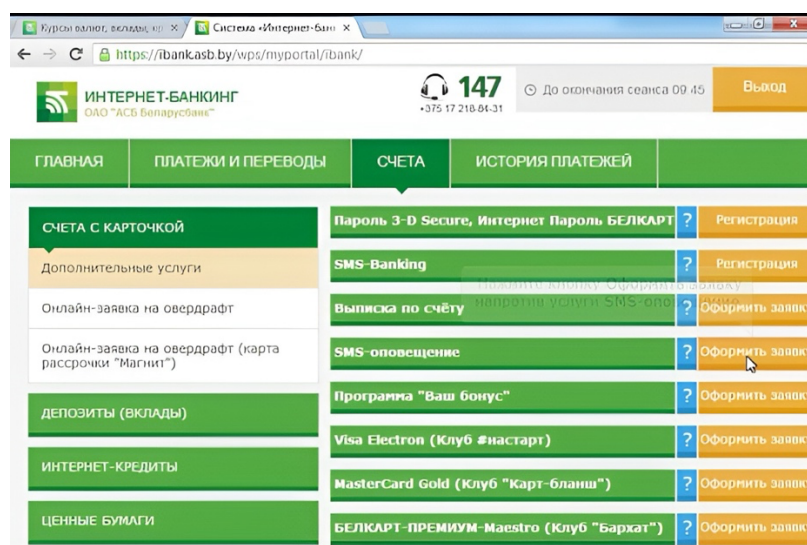 Курсы валют, вклады, кр
Система «Интернет-бан
https://ibank.asb.by/wps/myportal/ibank/
ИНТЕРНЕТ-БАНКИНГ
ОАО "АСБ Беларусбанк"
147
+375 17 218-84-31
До окончания сеанса 09 45
Выход
ГЛАВНАЯ
ПЛАТЕЖИ И ПЕРЕВОДЫ
СЧЕТА
ИСТОРИЯ ПЛАТЕЖЕЙ
СЧЕТА С КАРТОЧКОЙ
Дополнительные услуги
Онлайн-заявка на овердрафт
Онлайн-заявка на овердрафт (карта
рассрочки "Магнит")
ДЕПОЗИТЫ (ВКЛАДЫ)
ИНТЕРНЕТ-КРЕДИТЫ
ЦЕННЫЕ БУМАГИ
Пароль 3-D Secure, Интернет Пароль БЕЛКАРТ ? Регистрация
SMS-Banking ? Регистрация
Нажмите кнопку Оформить заявку
напротив услуги SMS-оповещение
Выписка по счёту ? Оформить заявк
SMS-оповещение ? Оформить заявк
Программа "Ваш бонус" ? Оформить заявк
Visa Electron (Клуб #настарт) ? Оформить заявк
MasterCard Gold (Клуб "Карт-бланш") ? Оформить заявк
БЕЛКАРТ-ПРЕМИУМ-Maestro (Клуб "Бархат") ? Оформить заявк